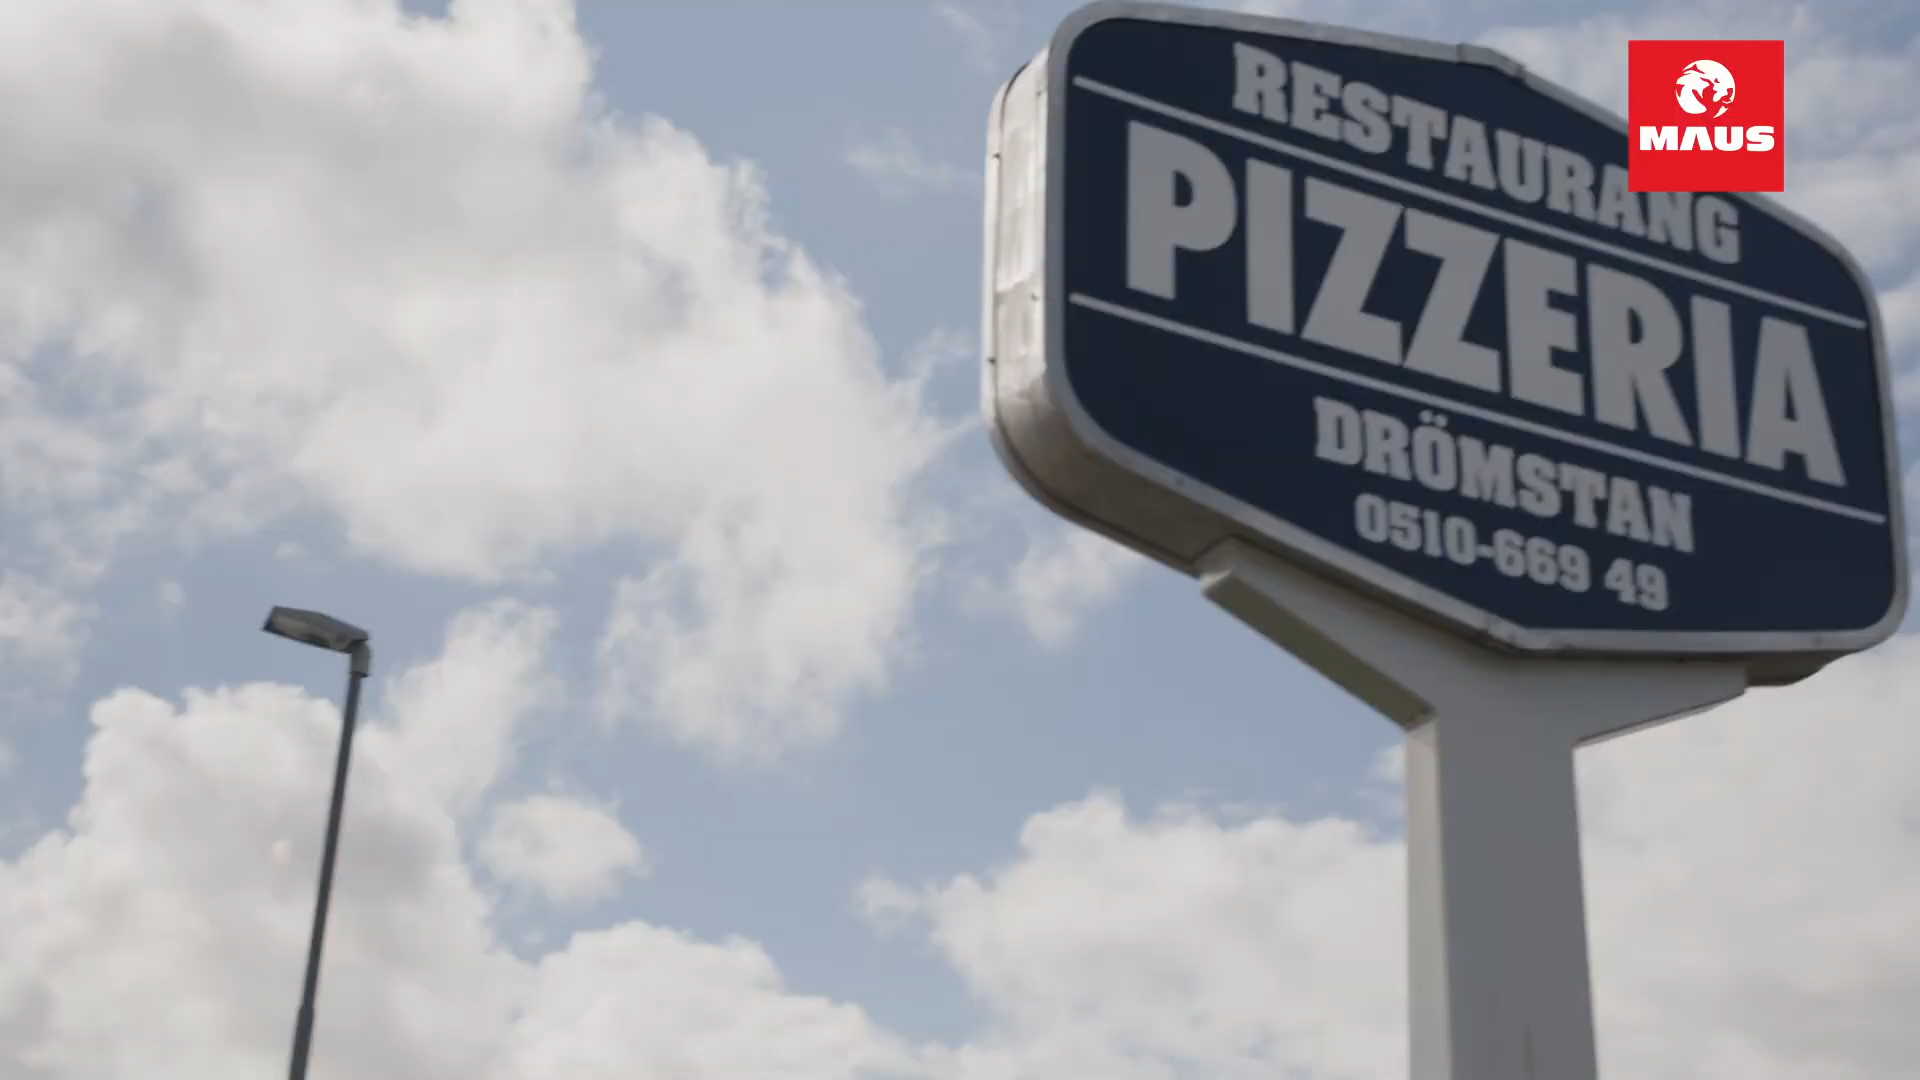 RESTAURANG
PIZZERIA
DRÖMSTAN
0510-669 49
MAUS